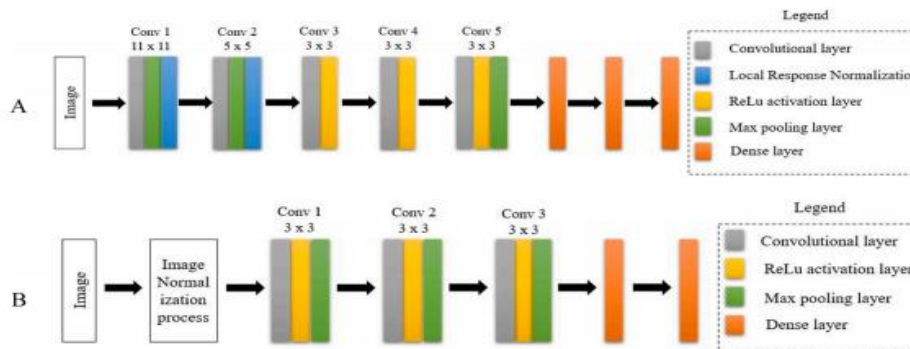 Legend
Conv 1
11 x 11
Conv 2
5 x 5
Conv 3
3 x 3
Conv 4
3 x 3
Conv 5
3 x 3
A
Image
Convolutional layer
Local Response Normalization
ReLu activation layer
Max pooling layer
Dense layer
Legend
Conv 1
3 x 3
Conv 2
3 x 3
Conv 3
3 x 3
B
Image
Image
Normal
ization
process
Convolutional layer
ReLu activation layer
Max pooling layer
Dense layer